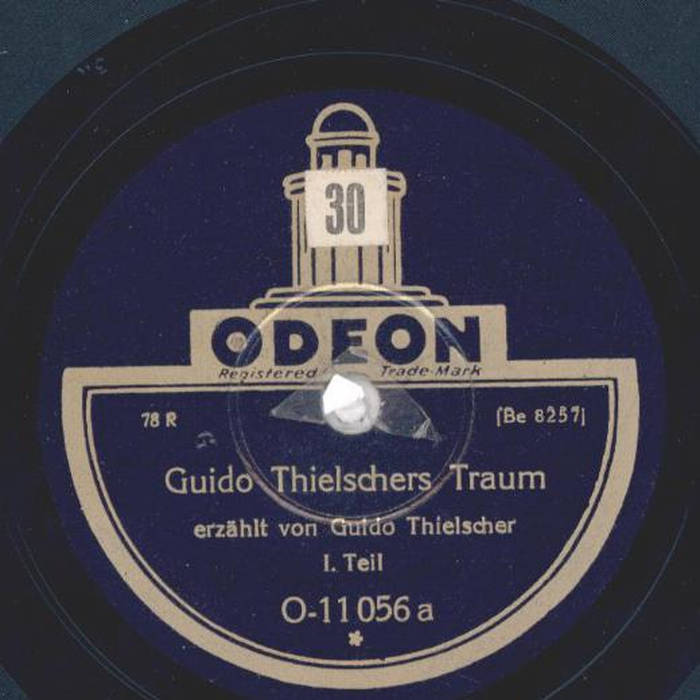 30
ODEON
Registered Trade-Mark
78 R [Be 8257]
Guido Thielschers Traum
erzählt von Guido Thielscher
I. Teil
O-11056 a
*